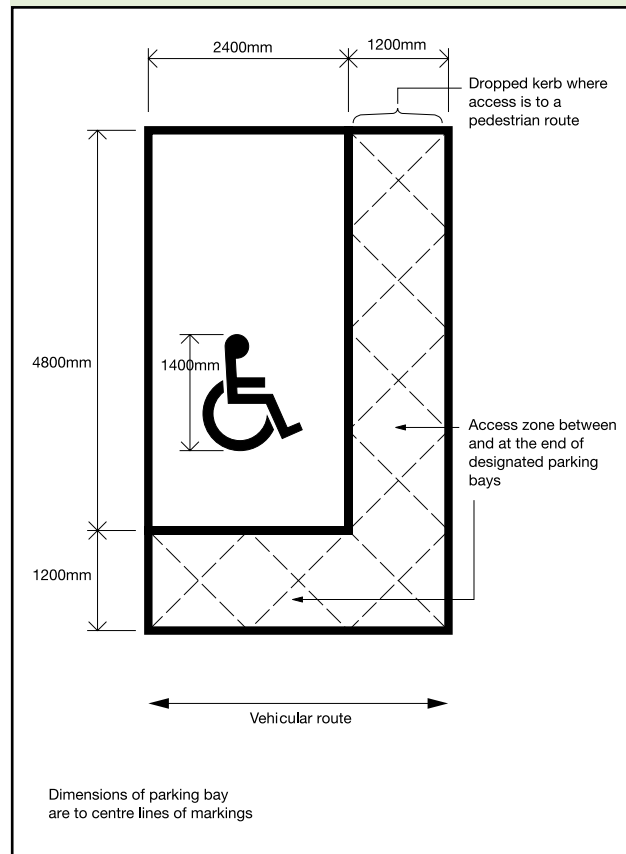 2400mm
1200mm
Dropped kerb where
access is to a
pedestrian route
1400mm
4800mm
Access zone between
and at the end of
designated parking
bays
1200mm
Vehicular route
Dimensions of parking bay
are to centre lines of markings